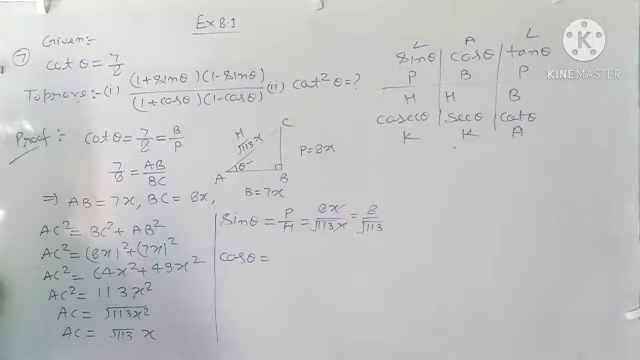 Ex 8.1
Given:-
7 cot θ = 7/8
To prove:- (i) (1+sinθ)(1-sinθ)/(1+cosθ)(1-cosθ) (ii) cot²θ=?
L A L
sinθ cosθ tanθ
P B P
H H B
cosecθ secθ cotθ
K K A
KINEMASTER
Proof:- cotθ = 7/8 = B/P
7/8 = AB/BC
⇒ AB = 7x, BC = 8x,
C
H
√113x
P=8x
θ
A
B
B=7x
AC² = BC² + AB²
AC² = (8x)² + (7x)²
AC² = 64x² + 49x²
AC² = 113x²
AC = √113x²
AC = √113 x
sinθ = P/H = 8x/√113x = 8/√113
cosθ =